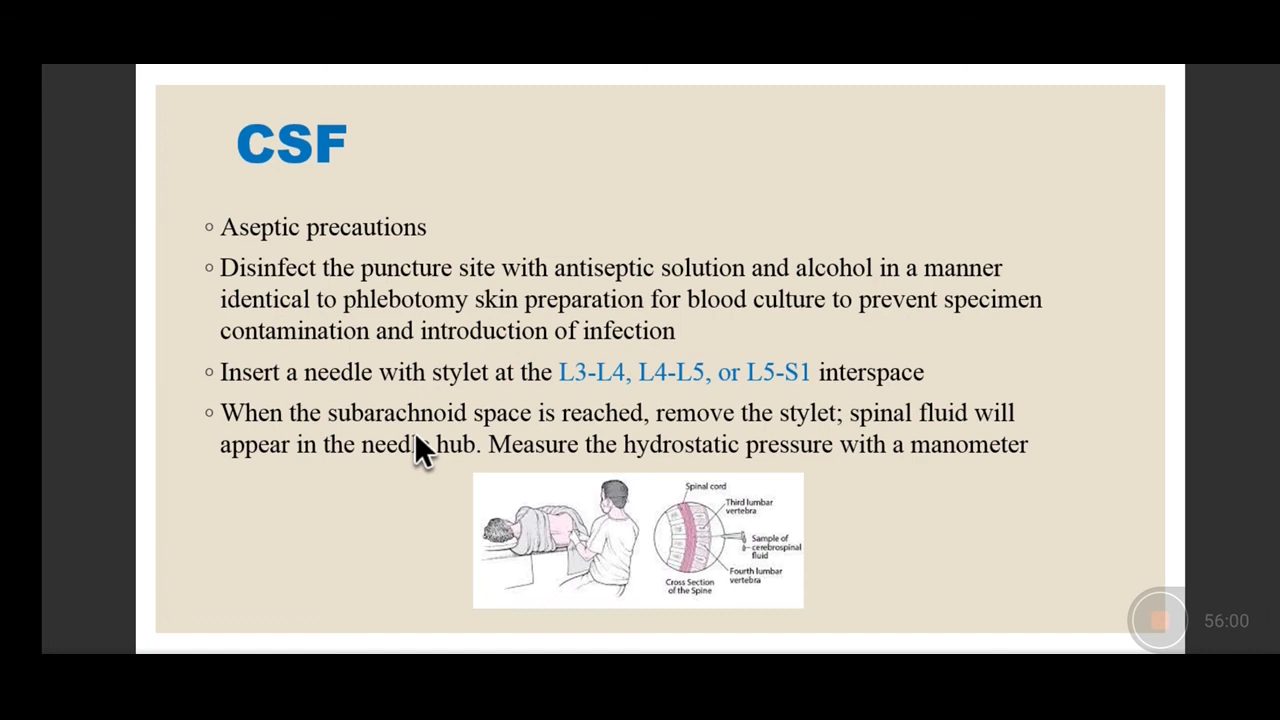 CSF
◦ Aseptic precautions
◦ Disinfect the puncture site with antiseptic solution and alcohol in a manner
identical to phlebotomy skin preparation for blood culture to prevent specimen
contamination and introduction of infection
◦ Insert a needle with stylet at the L3-L4, L4-L5, or L5-S1 interspace
◦ When the subarachnoid space is reached, remove the stylet; spinal fluid will
appear in the needle hub. Measure the hydrostatic pressure with a manometer
Spinal cord
Third lumbar
vertebra
Sample of
cerebrospinal
fluid
Fourth lumbar
vertebra
Cross Section
of the Spine
56:00